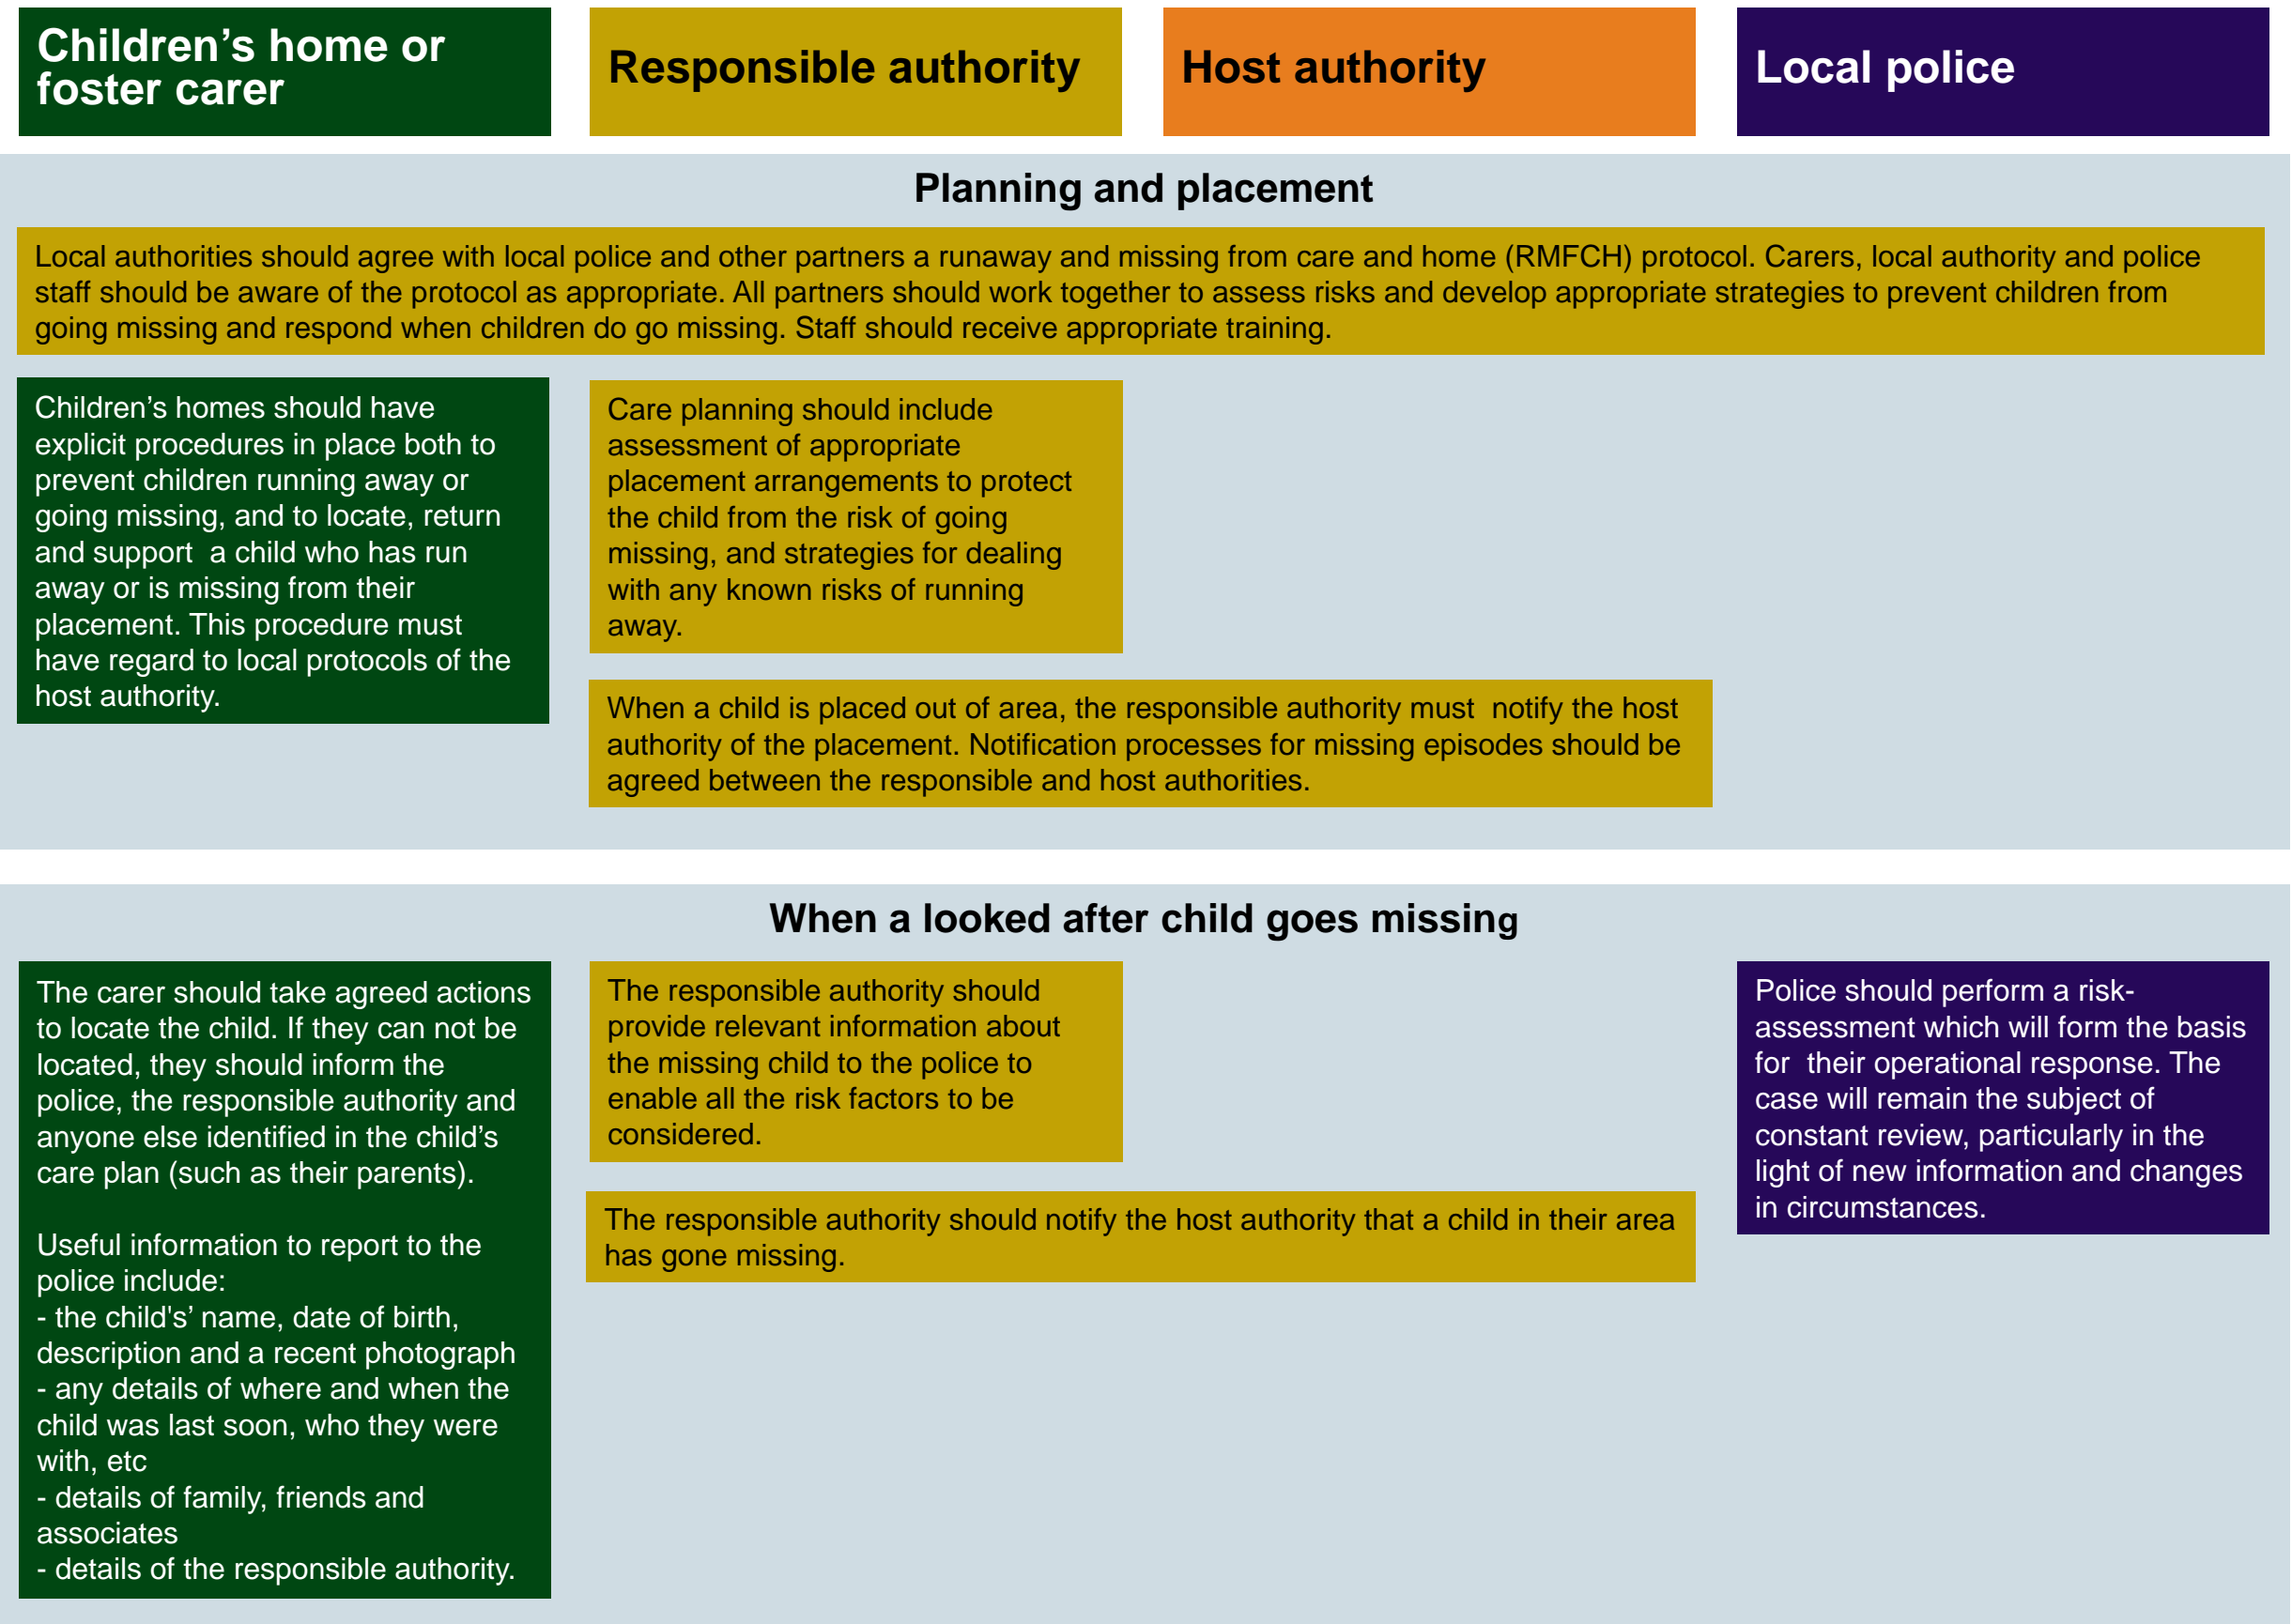 Children’s home or
foster carer
Responsible authority
Host authority
Local police
Planning and placement
Local authorities should agree with local police and other partners a runaway and missing from care and home (RMFCH) protocol. Carers, local authority and police
staff should be aware of the protocol as appropriate. All partners should work together to assess risks and develop appropriate strategies to prevent children from
going missing and respond when children do go missing. Staff should receive appropriate training.
Children’s homes should have
explicit procedures in place both to
prevent children running away or
going missing, and to locate, return
and support  a child who has run
away or is missing from their
placement. This procedure must
have regard to local protocols of the
host authority.
Care planning should include
assessment of appropriate
placement arrangements to protect
the child from the risk of going
missing, and strategies for dealing
with any known risks of running
away.
When a child is placed out of area, the responsible authority must  notify the host
authority of the placement. Notification processes for missing episodes should be
agreed between the responsible and host authorities.
When a looked after child goes missing
The carer should take agreed actions
to locate the child. If they can not be
located, they should inform the
police, the responsible authority and
anyone else identified in the child’s
care plan (such as their parents).
Useful information to report to the
police include:
- the child's’ name, date of birth,
description and a recent photograph
- any details of where and when the
child was last soon, who they were
with, etc
- details of family, friends and
associates
- details of the responsible authority.
The responsible authority should
provide relevant information about
the missing child to the police to
enable all the risk factors to be
considered.
The responsible authority should notify the host authority that a child in their area
has gone missing.
Police should perform a risk-
assessment which will form the basis
for  their operational response. The
case will remain the subject of
constant review, particularly in the
light of new information and changes
in circumstances.